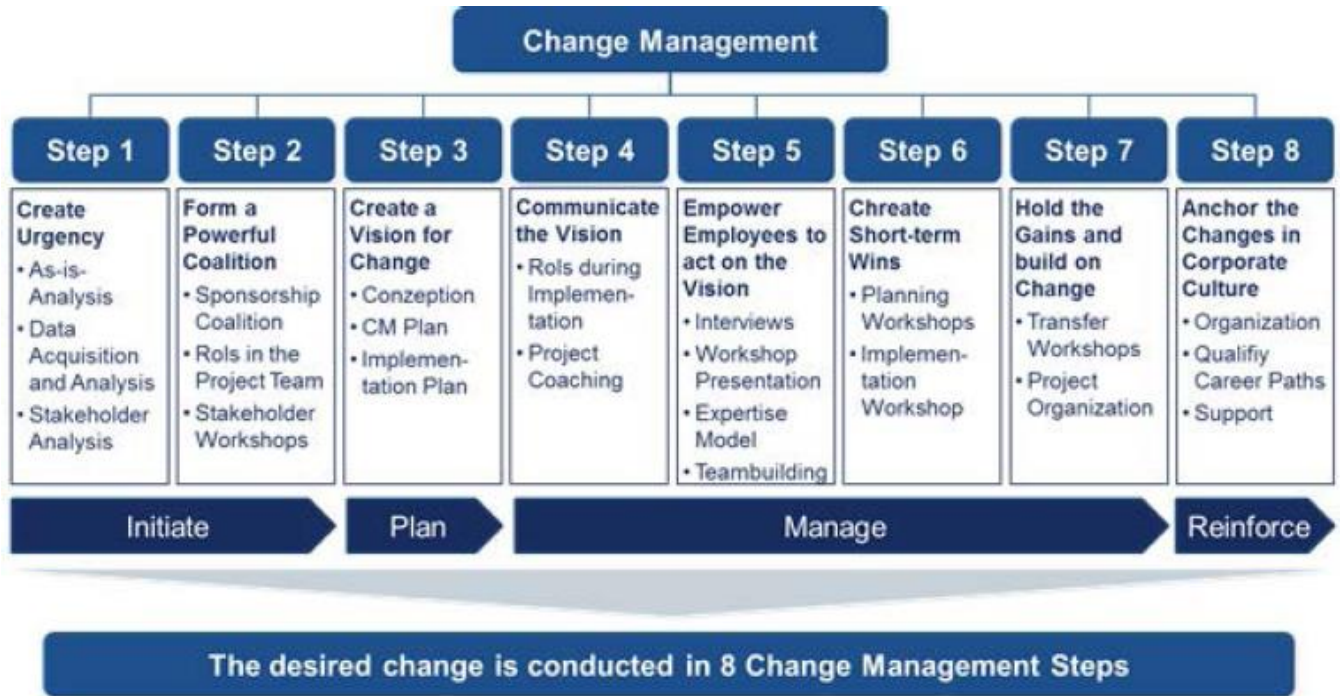 Change Management
Step 1
Step 2
Step 3
Step 4
Step 5
Step 6
Step 7
Step 8
Create
Urgency
• As-is-
Analysis
• Data
Acquisition
and Analysis
• Stakeholder
Analysis
Form a
Powerful
Coalition
• Sponsorship
Coalition
• Rols in the
Project Team
• Stakeholder
Workshops
Create a
Vision for
Change
• Conzeption
• CM Plan
• Implemen-
tation Plan
Communicate
the Vision
• Rols during
Implemen-
tation
• Project
Coaching
Empower
Employees to
act on the
Vision
• Interviews
• Workshop
Presentation
• Expertise
Model
• Teambuilding
Chreate
Short-term
Wins
• Planning
Workshops
• Implemen-
tation
Workshop
Hold the
Gains and
build on
Change
• Transfer
Workshops
• Project
Organization
Anchor the
Changes in
Corporate
Culture
• Organization
• Qualifiy
Career Paths
• Support
Initiate
Plan
Manage
Reinforce
The desired change is conducted in 8 Change Management Steps